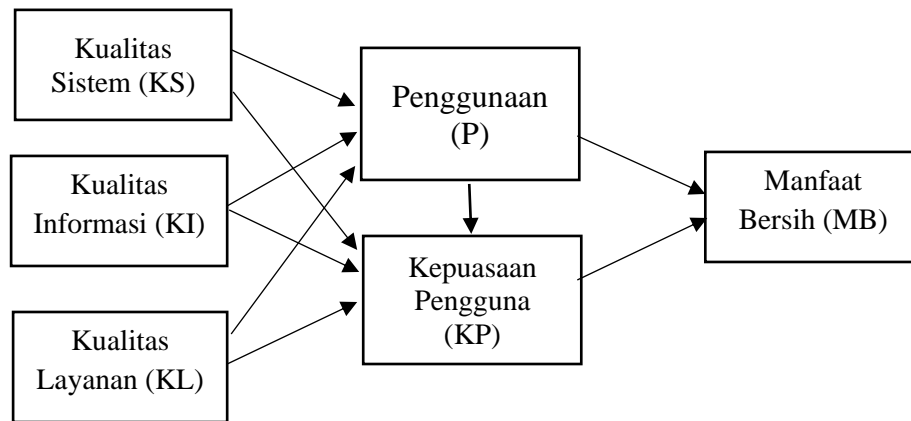 Kualitas
Sistem (KS)
Kualitas
Informasi (KI)
Kualitas
Layanan (KL)
Penggunaan
(P)
Kepuasaan
Pengguna
(KP)
Manfaat
Bersih (MB)